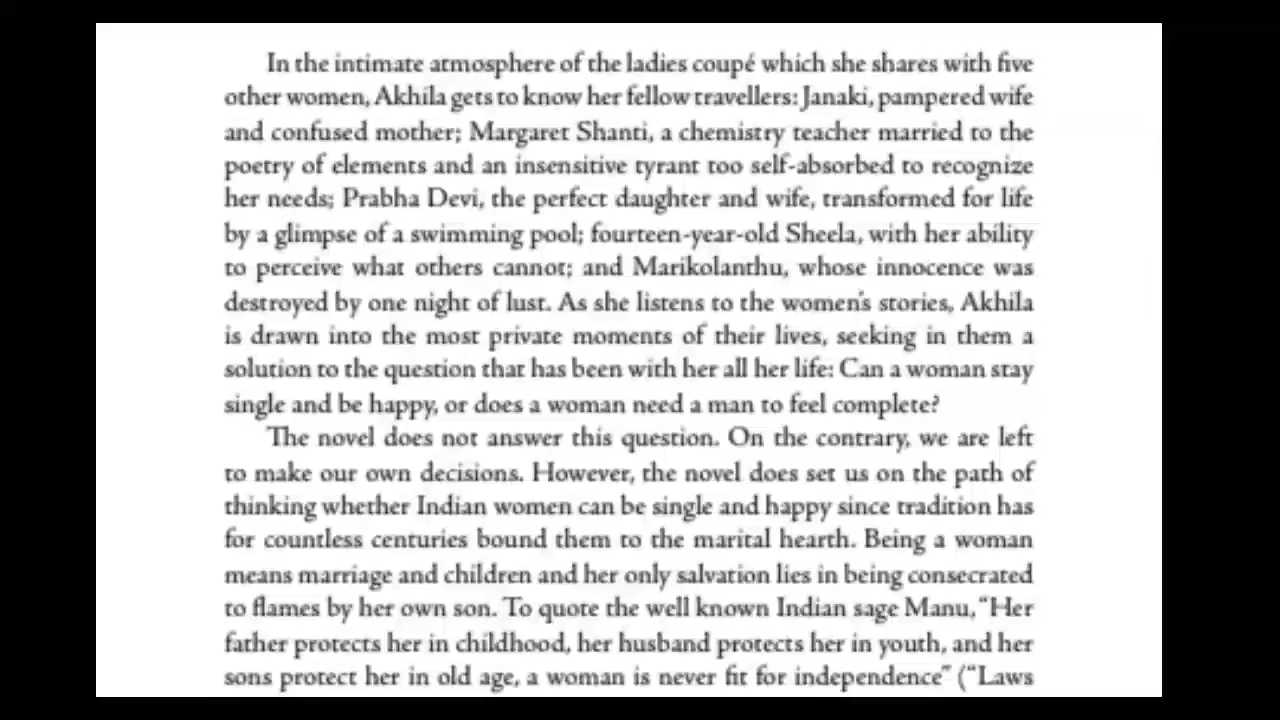 In the intimate atmosphere of the ladies coupé which she shares with five
other women, Akhila gets to know her fellow travellers: Janaki, pampered wife
and confused mother; Margaret Shanti, a chemistry teacher married to the
poetry of elements and an insensitive tyrant too self-absorbed to recognize
her needs; Prabha Devi, the perfect daughter and wife, transformed for life
by a glimpse of a swimming pool; fourteen-year-old Sheela, with her ability
to perceive what others cannot; and Marikolanthu, whose innocence was
destroyed by one night of lust. As she listens to the women's stories, Akhila
is drawn into the most private moments of their lives, seeking in them a
solution to the question that has been with her all her life: Can a woman stay
single and be happy, or does a woman need a man to feel complete?
The novel does not answer this question. On the contrary, we are left
to make our own decisions. However, the novel does set us on the path of
thinking whether Indian women can be single and happy since tradition has
for countless centuries bound them to the marital hearth. Being a woman
means marriage and children and her only salvation lies in being consecrated
to flames by her own son. To quote the well known Indian sage Manu, “Her
father protects her in childhood, her husband protects her in youth, and her
sons protect her in old age, a woman is never fit for independence” (“Laws